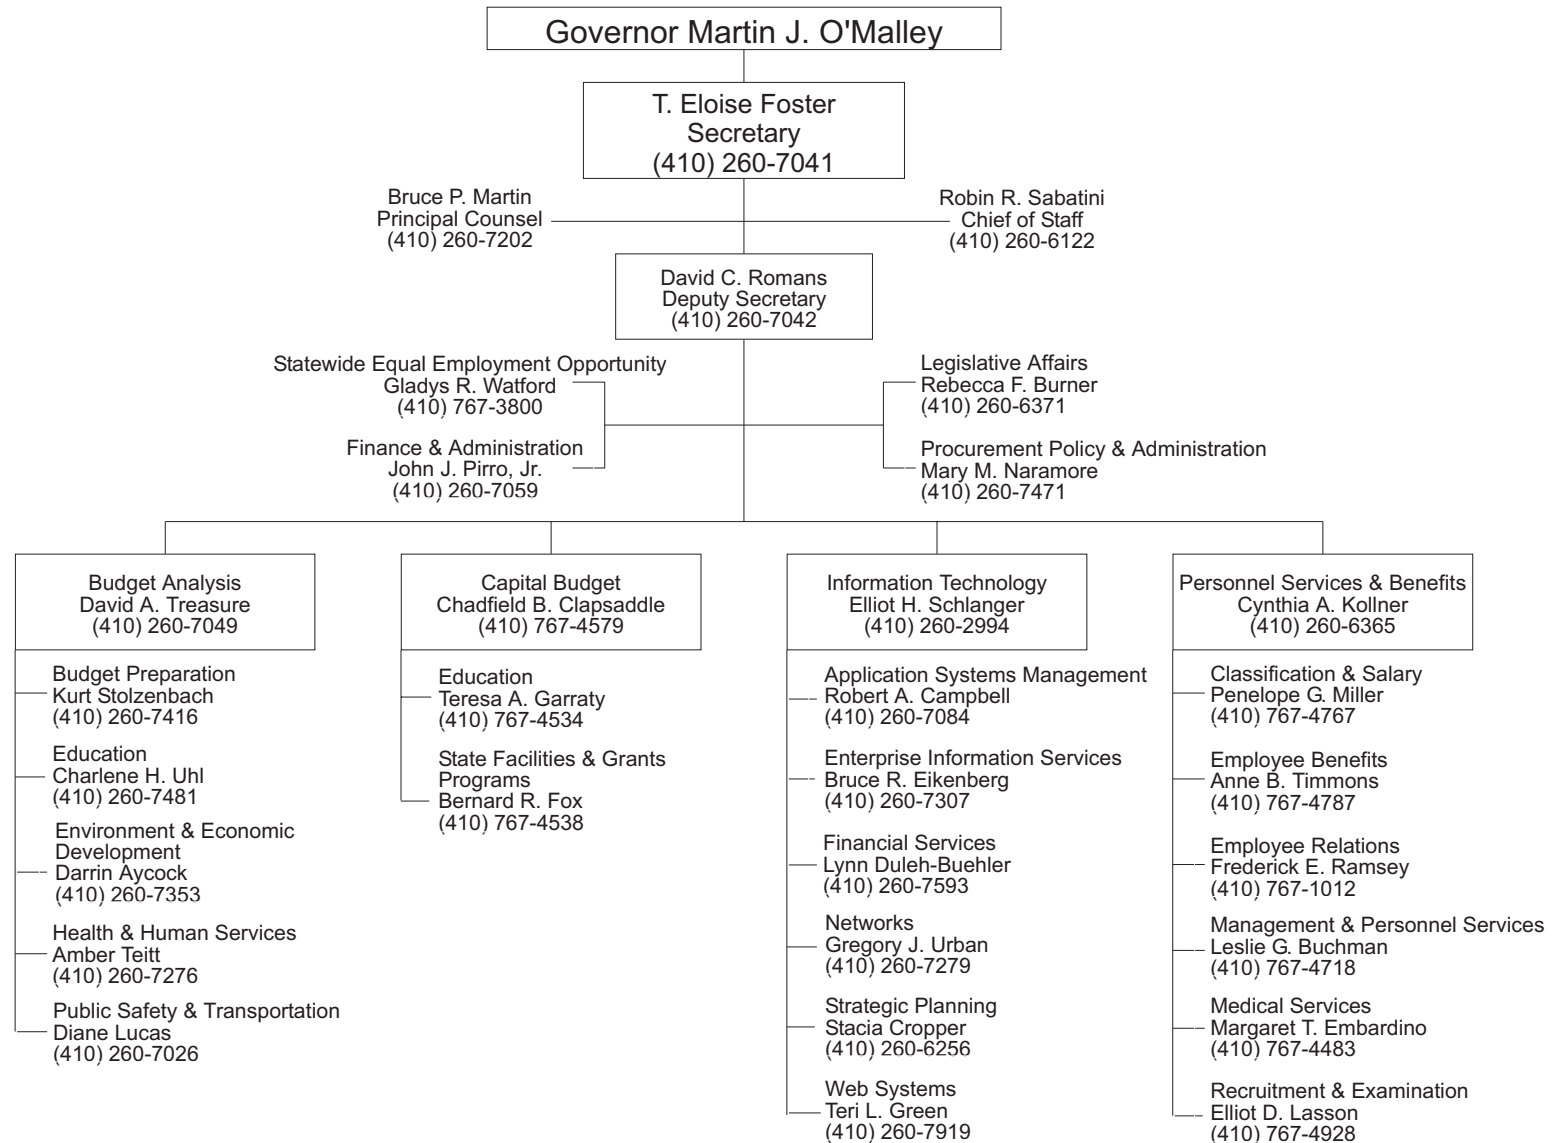 Governor Martin J. O'Malley
T. Eloise Foster
Secretary
(410) 260-7041
Bruce P. Martin
Principal Counsel
(410) 260-7202
Robin R. Sabatini
Chief of Staff
(410) 260-6122
David C. Romans
Deputy Secretary
(410) 260-7042
Statewide Equal Employment Opportunity
Gladys R. Watford
(410) 767-3800
Finance & Administration
John J. Pirro, Jr.
(410) 260-7059
Legislative Affairs
Rebecca F. Burner
(410) 260-6371
Procurement Policy & Administration
Mary M. Naramore
(410) 260-7471
Budget Analysis
David A. Treasure
(410) 260-7049
Budget Preparation
Kurt Stolzenbach
(410) 260-7416
Education
Charlene H. Uhl
(410) 260-7481
Environment & Economic
Development
Darrin Aycock
(410) 260-7353
Health & Human Services
Amber Teitt
(410) 260-7276
Public Safety & Transportation
Diane Lucas
(410) 260-7026
Capital Budget
Chadfield B. Clapsaddle
(410) 767-4579
Education
Teresa A. Garraty
(410) 767-4534
State Facilities & Grants
Programs
Bernard R. Fox
(410) 767-4538
Information Technology
Elliot H. Schlanger
(410) 260-2994
Application Systems Management
Robert A. Campbell
(410) 260-7084
Enterprise Information Services
Bruce R. Eikenberg
(410) 260-7307
Financial Services
Lynn Duleh-Buehler
(410) 260-7593
Networks
Gregory J. Urban
(410) 260-7279
Strategic Planning
Stacia Cropper
(410) 260-6256
Web Systems
Teri L. Green
(410) 260-7919
Personnel Services & Benefits
Cynthia A. Kollner
(410) 260-6365
Classification & Salary
Penelope G. Miller
(410) 767-4767
Employee Benefits
Anne B. Timmons
(410) 767-4787
Employee Relations
Frederick E. Ramsey
(410) 767-1012
Management & Personnel Services
Leslie G. Buchman
(410) 767-4718
Medical Services
Margaret T. Embardino
(410) 767-4483
Recruitment & Examination
Elliot D. Lasson
(410) 767-4928